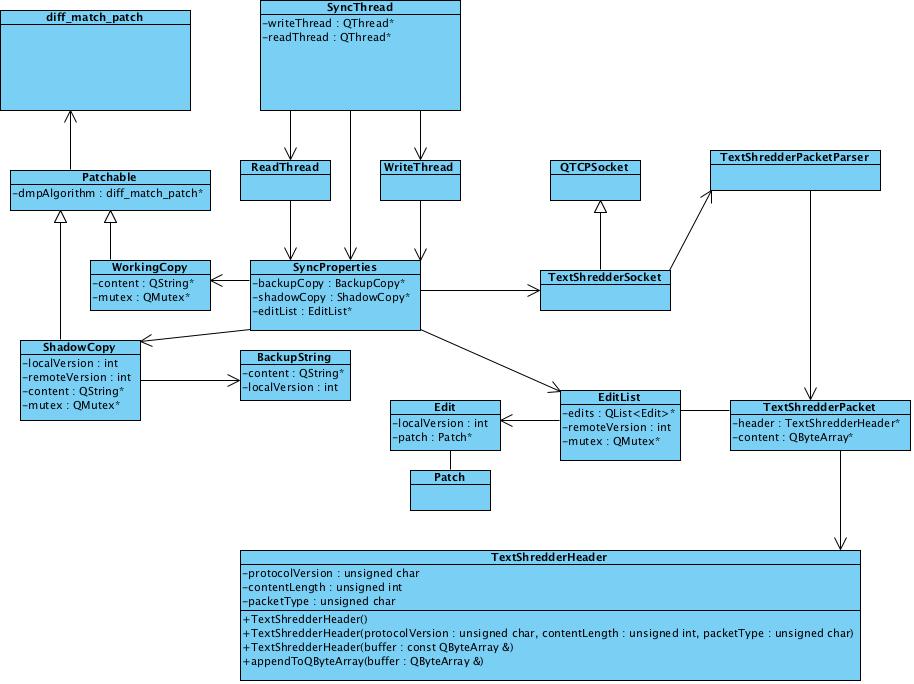 diff_match_patch
SyncThread
-writeThread : QThread*
-readThread : QThread*
Patchable
-dmpAlgorithm : diff_match_patch*
ReadThread
WriteThread
QTCPSocket
TextShredderPacketParser
WorkingCopy
-content : QString*
-mutex : QMutex*
SyncProperties
-backupCopy : BackupCopy*
-shadowCopy : ShadowCopy*
-editList : EditList*
TextShredderSocket
ShadowCopy
-localVersion : int
-remoteVersion : int
-content : QString*
-mutex : QMutex*
BackupString
-content : QString*
-localVersion : int
Edit
-localVersion : int
-patch : Patch*
EditList
-edits : QList<Edit>*
-remoteVersion : int
-mutex : QMutex*
TextShredderPacket
-header : TextShredderHeader*
-content : QByteArray*
Patch
TextShredderHeader
-protocolVersion : unsigned char
-contentLength : unsigned int
-packetType : unsigned char
+TextShredderHeader()
+TextShredderHeader(protocolVersion : unsigned char, contentLength : unsigned int, packetType : unsigned char)
+TextShredderHeader(buffer : const QByteArray &)
+appendToQByteArray(buffer : QByteArray &)